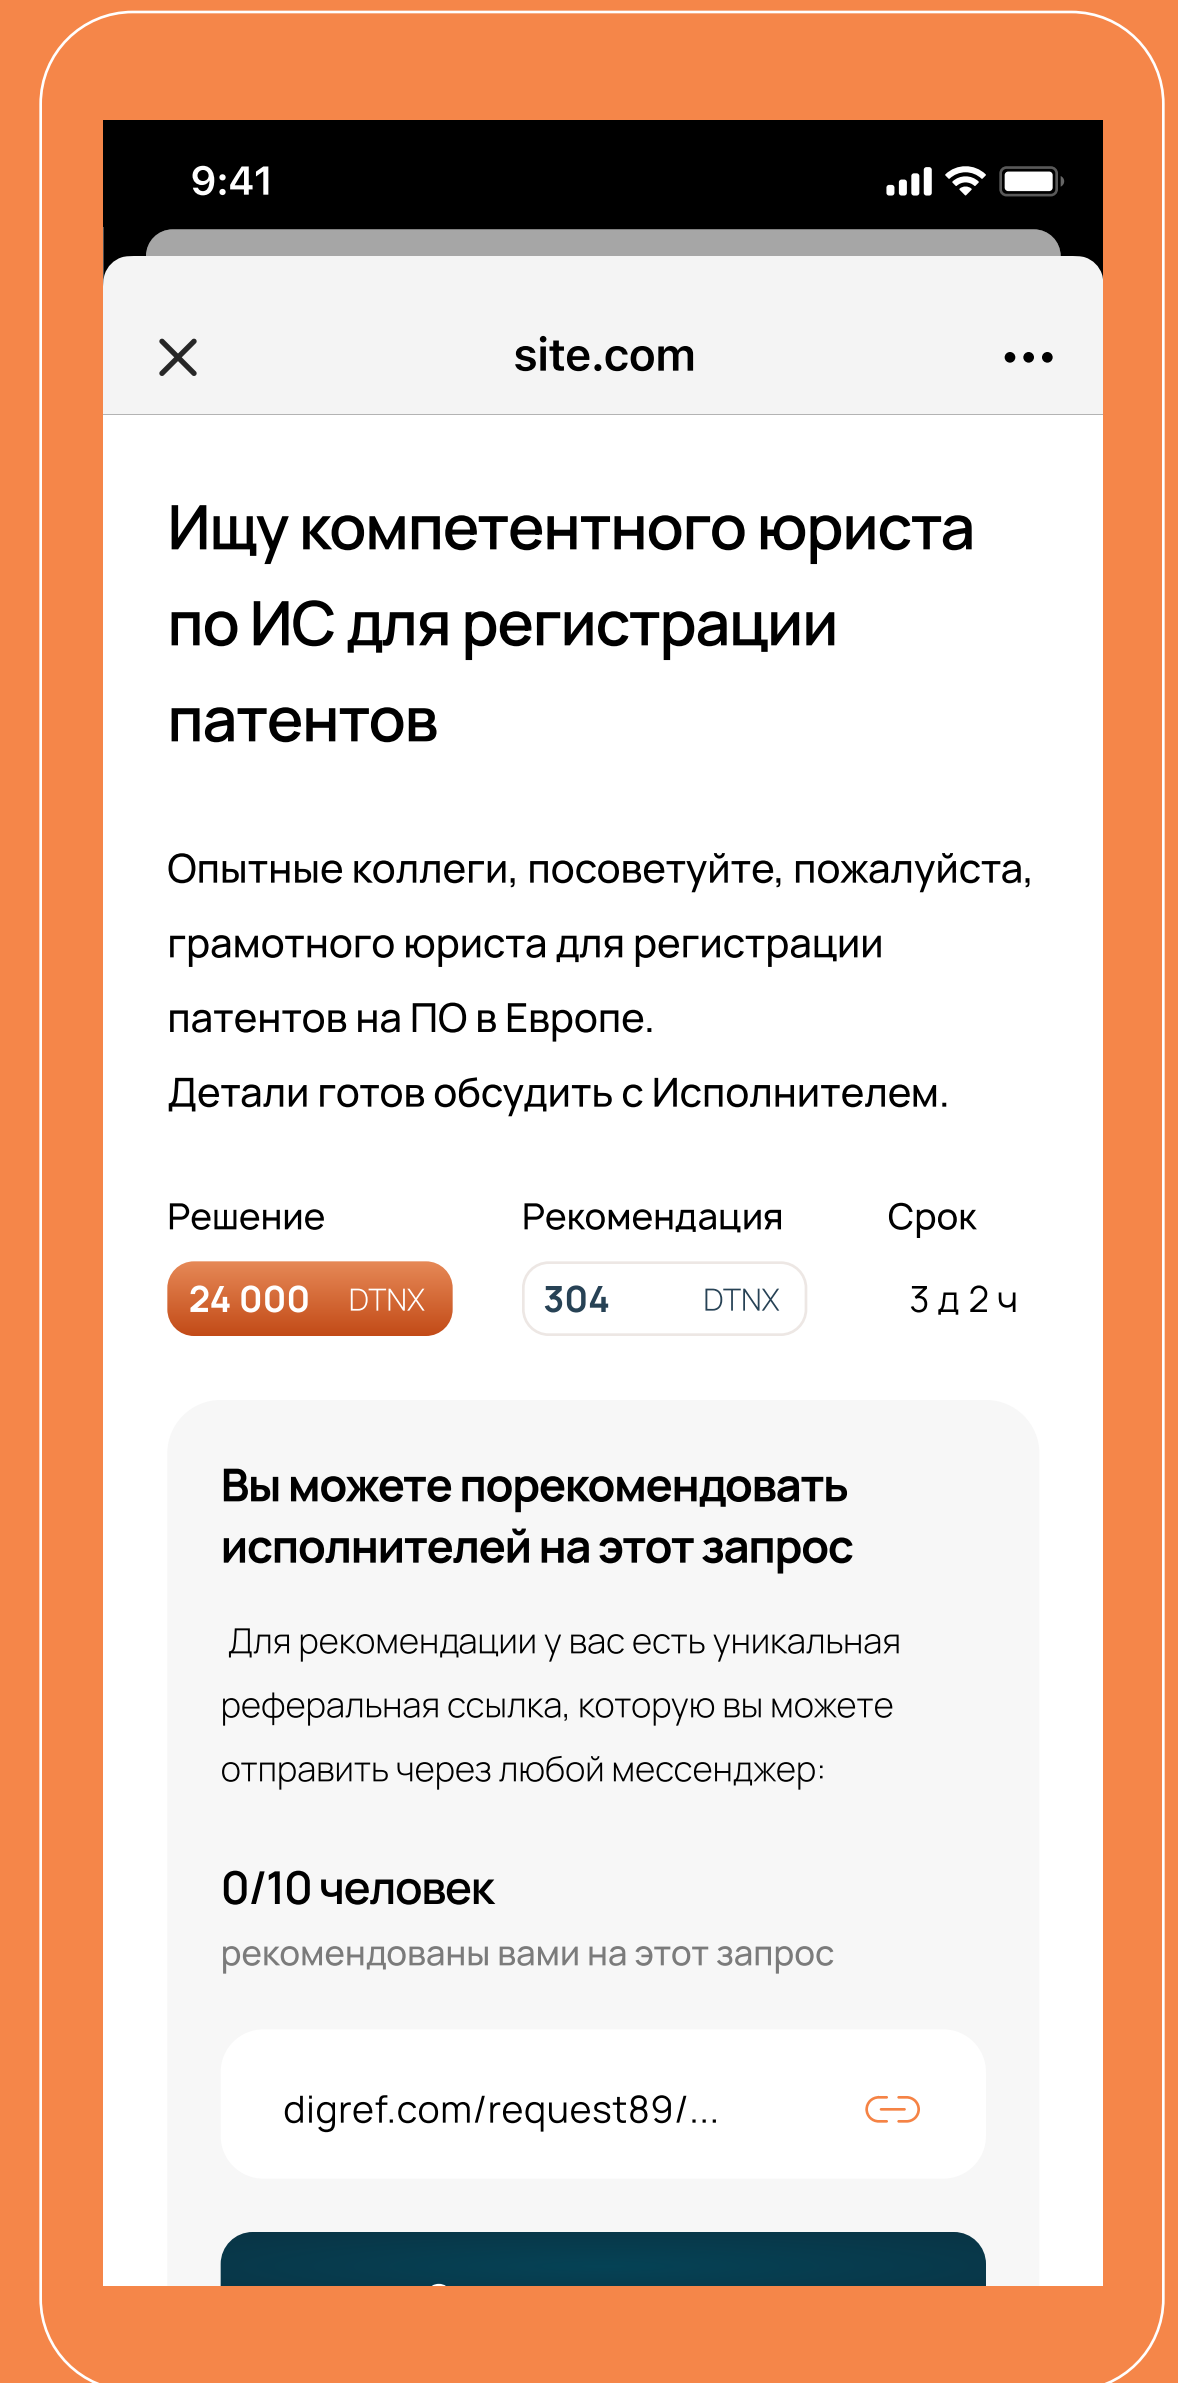 9:41
site.com
Ищу компетентного юриста
по ИС для регистрации
патентов
Опытные коллеги, посоветуйте, пожалуйста,
грамотного юриста для регистрации
патентов на ПО в Европе.
Детали готов обсудить с Исполнителем.
Решение Рекомендация Срок
24 000 DTNX 304 DTNX 3 д 2 ч
Вы можете порекомендовать
исполнителей на этот запрос
Для рекомендации у вас есть уникальная
реферальная ссылка, которую вы можете
отправить через любой мессенджер:
0/10 человек
рекомендованы вами на этот запрос
digref.com/request89/...